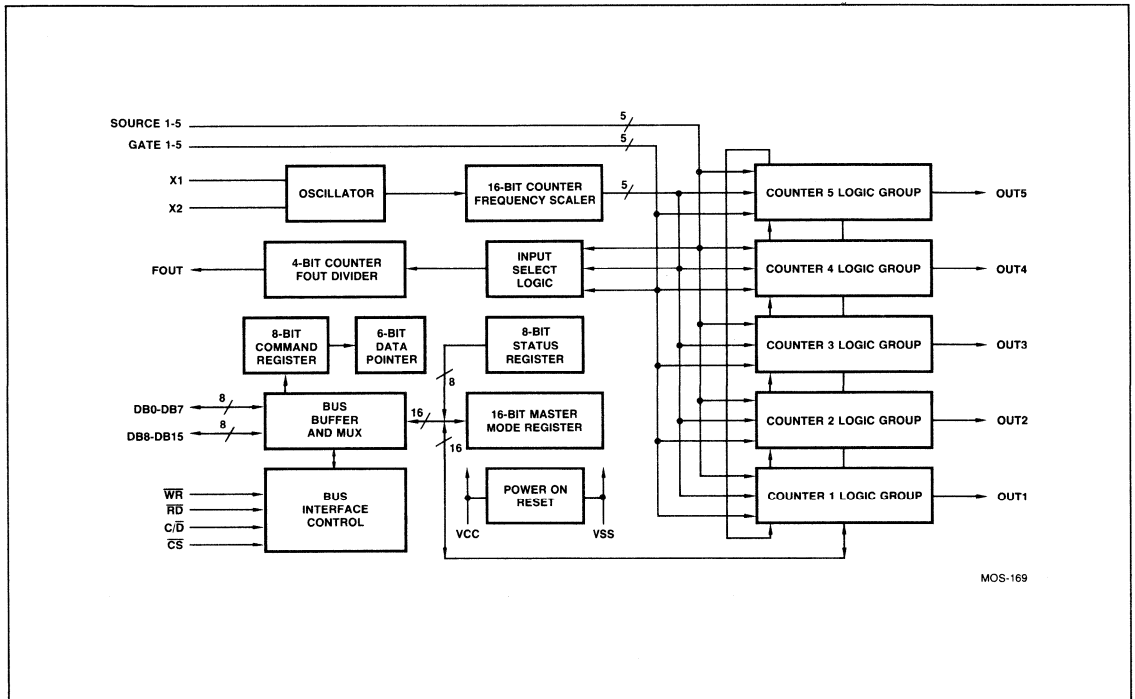 SOURCE 1-5
5
GATE 1-5
5
X1
X2
OSCILLATOR
16-BIT COUNTER
FREQUENCY SCALER
5
COUNTER 5 LOGIC GROUP
OUT5
FOUT
4-BIT COUNTER
FOUT DIVIDER
INPUT
SELECT
LOGIC
COUNTER 4 LOGIC GROUP
OUT4
8-BIT
COMMAND
REGISTER
6-BIT
DATA
POINTER
8-BIT
STATUS
REGISTER
8
COUNTER 3 LOGIC GROUP
OUT3
DB0-DB7
8
DB8-DB15
8
BUS
BUFFER
AND MUX
16
16
16-BIT MASTER
MODE REGISTER
COUNTER 2 LOGIC GROUP
OUT2
WR
RD
C/D
CS
BUS
INTERFACE
CONTROL
POWER ON
RESET
VCC
VSS
COUNTER 1 LOGIC GROUP
OUT1
MOS-169